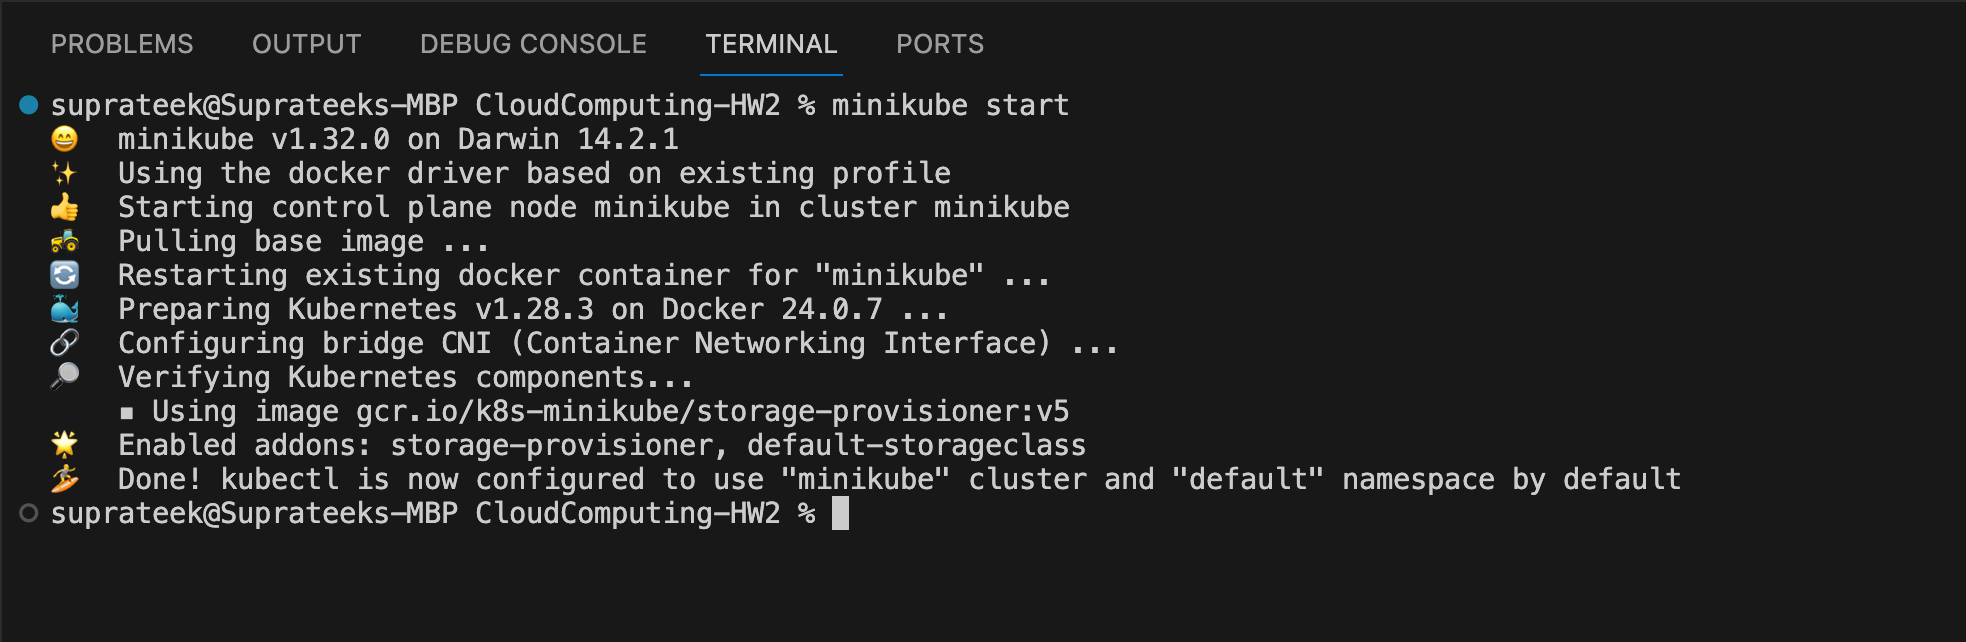 PROBLEMS OUTPUT DEBUG CONSOLE TERMINAL PORTS
suprateek@Suprateeks-MBP CloudComputing-HW2 % minikube start
😄 minikube v1.32.0 on Darwin 14.2.1
✨ Using the docker driver based on existing profile
👍 Starting control plane node minikube in cluster minikube
🚜 Pulling base image ...
🔄 Restarting existing docker container for "minikube" ...
🐳 Preparing Kubernetes v1.28.3 on Docker 24.0.7 ...
🔗 Configuring bridge CNI (Container Networking Interface) ...
🔎 Verifying Kubernetes components...
▪ Using image gcr.io/k8s-minikube/storage-provisioner:v5
🌟 Enabled addons: storage-provisioner, default-storageclass
🏄 Done! kubectl is now configured to use "minikube" cluster and "default" namespace by default
suprateek@Suprateeks-MBP CloudComputing-HW2 %